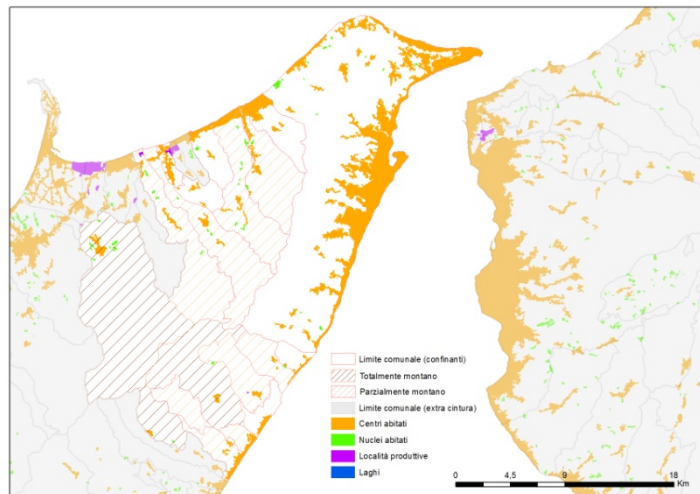 Limite comunale (confinanti)
Totalmente montano
Parzialmente montano
Limite comunale (extra cintura)
Centri abitati
Nuclei abitati
Località produttive
Laghi
0 4,5 9 18
Km